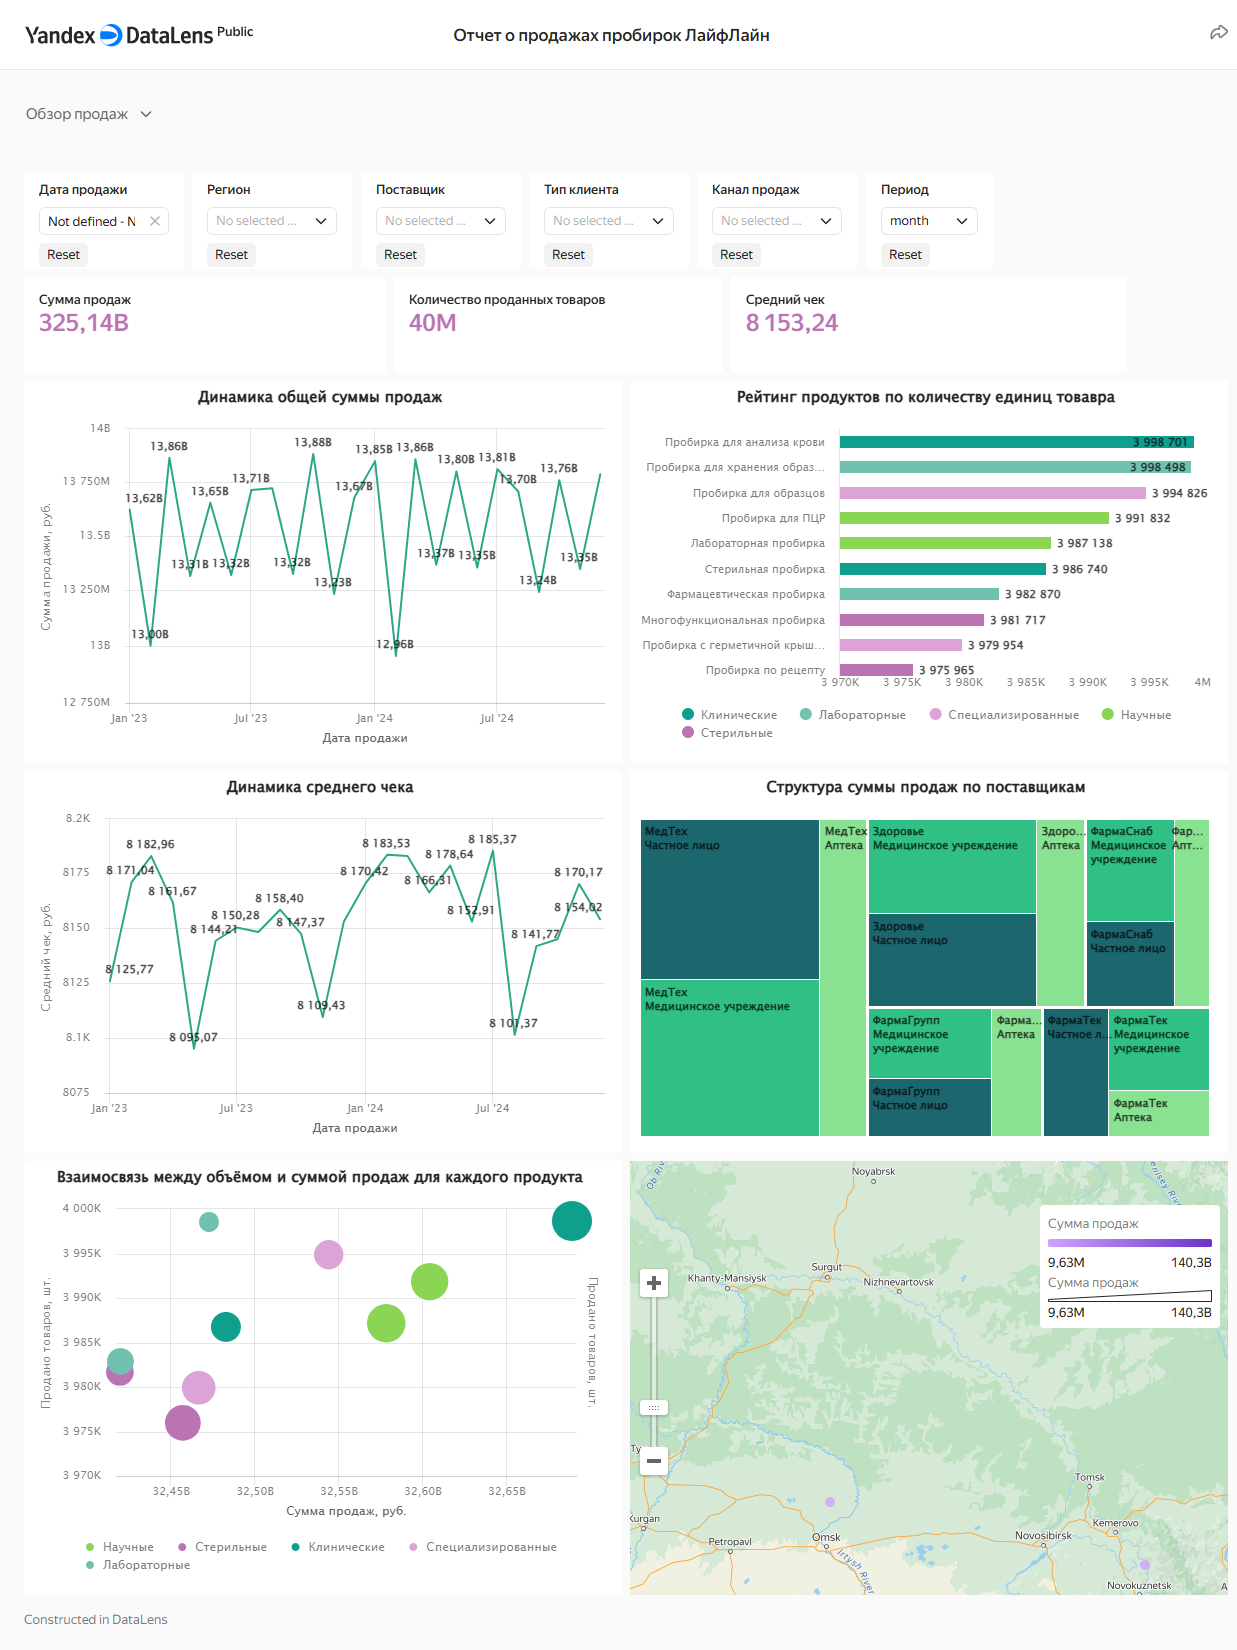 Yandex DataLens Public
Отчет о продажах пробирок ЛайфЛайн
Обзор продаж
Дата продажи
Not defined - N
Reset
Регион
No selected ...
Reset
Поставщик
No selected ...
Reset
Тип клиента
No selected ...
Reset
Канал продаж
No selected ...
Reset
Период
month
Reset
Сумма продаж
325,14B
Количество проданных товаров
40M
Средний чек
8 153,24
Динамика общей суммы продаж
Сумма продажи, руб.
14B
13 750M
13.5B
13 250M
13B
12 750M
13,62B
13,00B
13,86B
13,31B
13,65B
13,32B
13,71B
13,32B
13,88B
13,23B
13,67B
13,85B
12,96B
13,86B
13,37B
13,80B
13,35B
13,81B
13,70B
13,24B
13,76B
13,35B
Jan '23
Jul '23
Jan '24
Jul '24
Дата продажи
Рейтинг продуктов по количеству единиц товавра
Пробирка для анализа крови 3 998 701
Пробирка для хранения образ... 3 998 498
Пробирка для образцов 3 994 826
Пробирка для ПЦР 3 991 832
Лабораторная пробирка 3 987 138
Стерильная пробирка 3 986 740
Фармацевтическая пробирка 3 982 870
Многофункциональная пробирка 3 981 717
Пробирка с герметичной крыш... 3 979 954
Пробирка по рецепту 3 975 965
3 970K 3 975K 3 980K 3 985K 3 990K 3 995K 4M
Клинические Лабораторные Специализированные Научные
Стерильные
Динамика среднего чека
Средний чек, руб.
8.2K
8175
8150
8125
8.1K
8075
8 125,77
8 171,04
8 182,96
8 161,67
8 095,07
8 144,21
8 150,28
8 158,40
8 147,37
8 109,43
8 170,42
8 183,53
8 166,31
8 178,64
8 152,91
8 185,37
8 101,37
8 141,77
8 170,17
8 154,02
Jan '23
Jul '23
Jan '24
Jul '24
Дата продажи
Структура суммы продаж по поставщикам
МедТех
Частное лицо
МедТех
Медицинское учреждение
МедТех
Аптека
Здоровье
Медицинское учреждение
Здоровье
Частное лицо
Здоро...
Аптека
ФармаСнаб
Медицинское
учреждение
ФармаСнаб
Частное лицо
Фар...
Апт...
ФармаГрупп
Медицинское
учреждение
ФармаГрупп
Частное лицо
Фарма...
Аптека
ФармаТек
Частное л...
ФармаТек
Медицинское
учреждение
ФармаТек
Аптека
Взаимосвязь между объёмом и суммой продаж для каждого продукта
Продано товаров, шт.
4 000K
3 995K
3 990K
3 985K
3 980K
3 975K
3 970K
Продано товаров, шт.
32,45B 32,50B 32,55B 32,60B 32,65B
Сумма продаж, руб.
Научные Стерильные Клинические Специализированные
Лабораторные
Noyabrsk
Ob Riv
enisey River
Surgut
Khanty-Mansiysk
Nizhnevartovsk
Сумма продаж
9,63M 140,3B
Сумма продаж
9,63M 140,3B
Ty
Kurgan
Petropavl
Omsk
Irtysh River
Tomsk
Kemerovo
Novosibirsk
Novokuznetsk
A
Constructed in DataLens